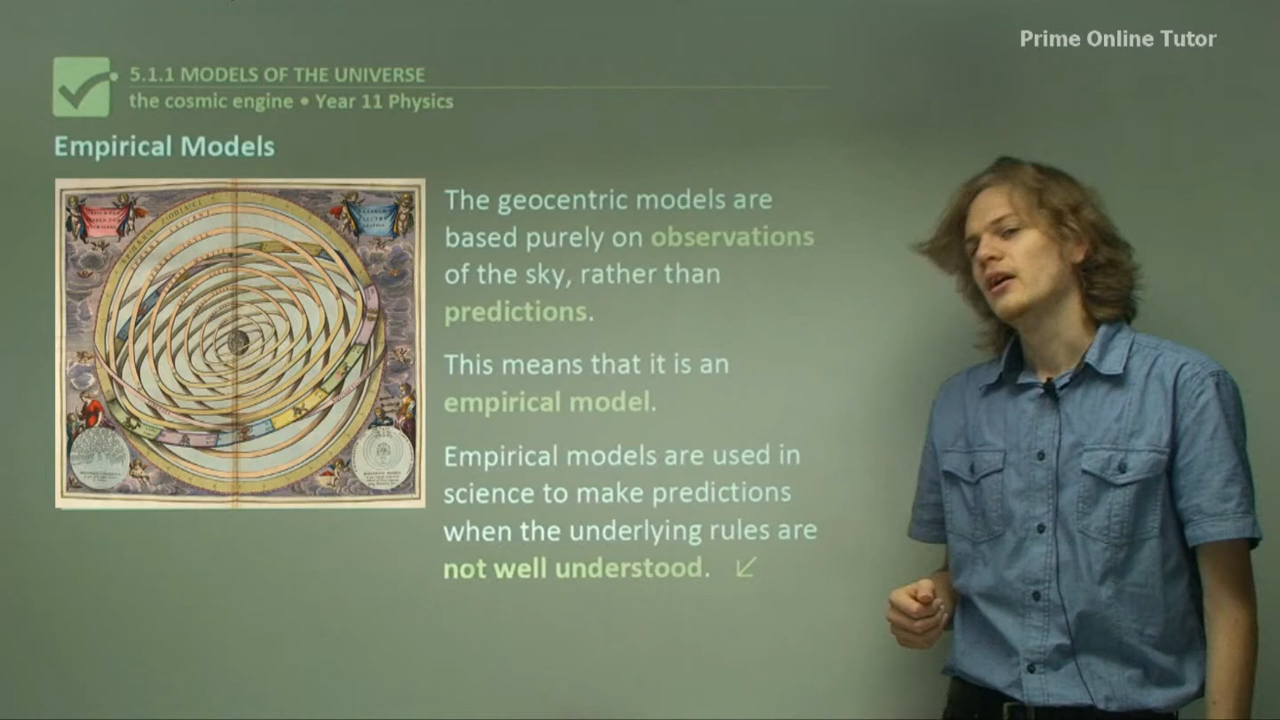 Prime Online Tutor
5.1.1 MODELS OF THE UNIVERSE
the cosmic engine • Year 11 Physics
Empirical Models
The geocentric models are
based purely on observations
of the sky, rather than
predictions.
This means that it is an
empirical model.
Empirical models are used in
science to make predictions
when the underlying rules are
not well understood.